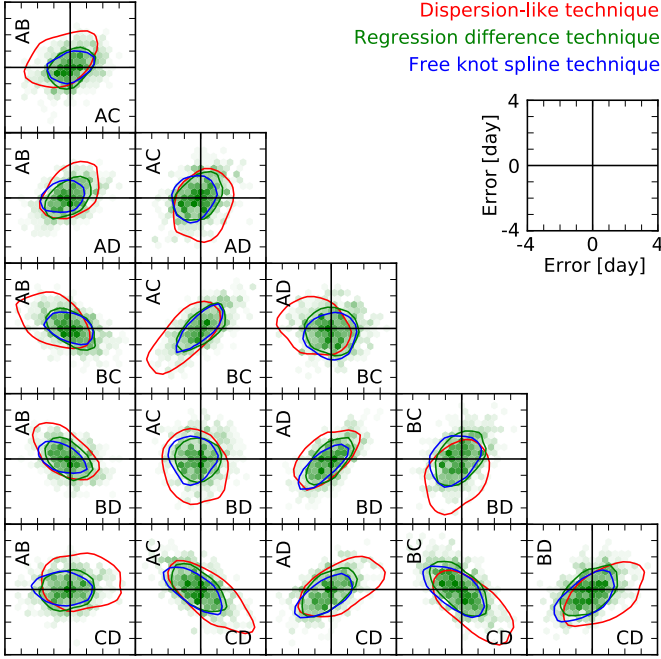 Dispersion-like technique
Regression difference technique
Free knot spline technique
AB
AC
4
0
-4
Error [day]
-4
0
4
Error [day]
AB
AD
AC
AD
AB
BC
AC
BC
AD
BC
AB
BD
AC
BD
AD
BD
BC
BD
AB
CD
AC
CD
AD
CD
BC
CD
BD
CD